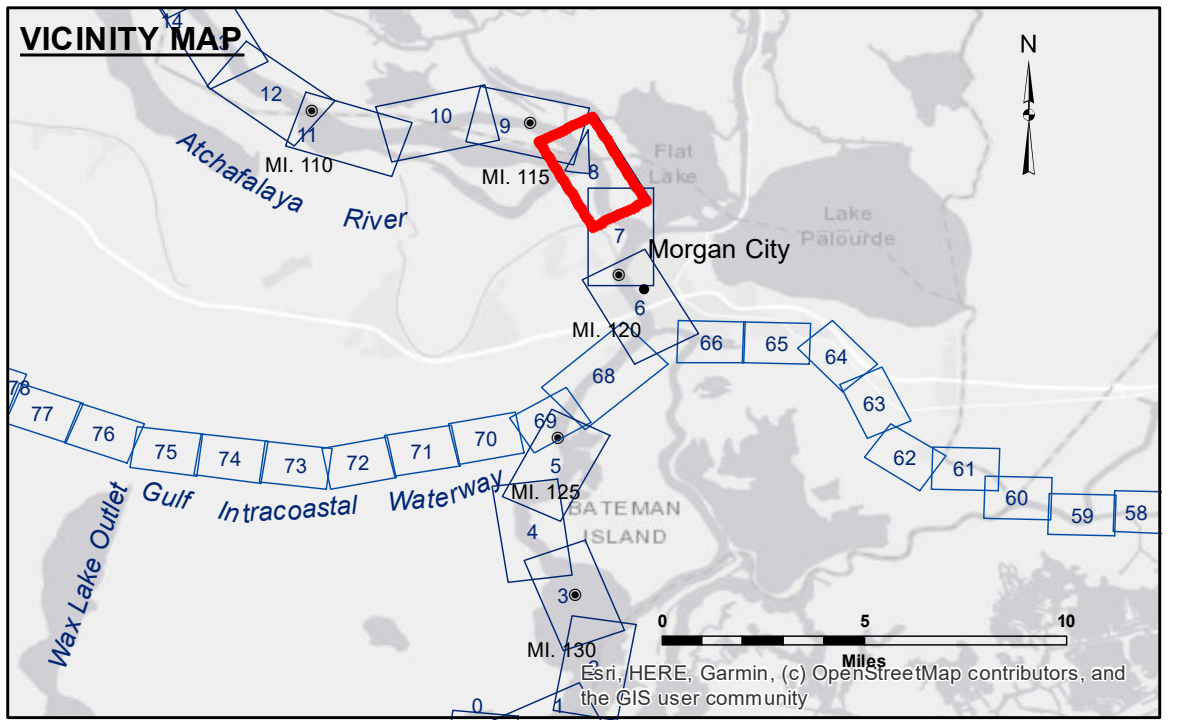 14
VICINITY MAP
N
12
10
9
11
MI. 110
MI. 115
8
Flat
Lake
Atchafalaya
River
Lake
Palourde
7
Morgan City
6
MI. 120
66
65
64
68
63
78
77
76
75
74
73
72
71
70
69
5
MI. 125
62
61
60
59
58
Gulf
Intracoastal
Waterway
BATEMAN
ISLAND
4
Wax Lake Outlet
3
MI. 130
2
0
1
0
5
10
Miles
Esri, HERE, Garmin, (c) OpenStreetMap contributors, and
the GIS user community